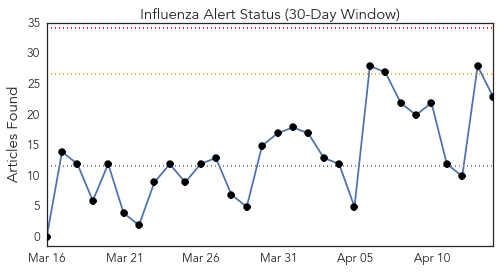 Influenza Alert Status (30-Day Window)
35
30
25
20
15
10
5
0
Articles Found
Mar 16 Mar 21 Mar 26 Mar 31 Apr 05 Apr 10